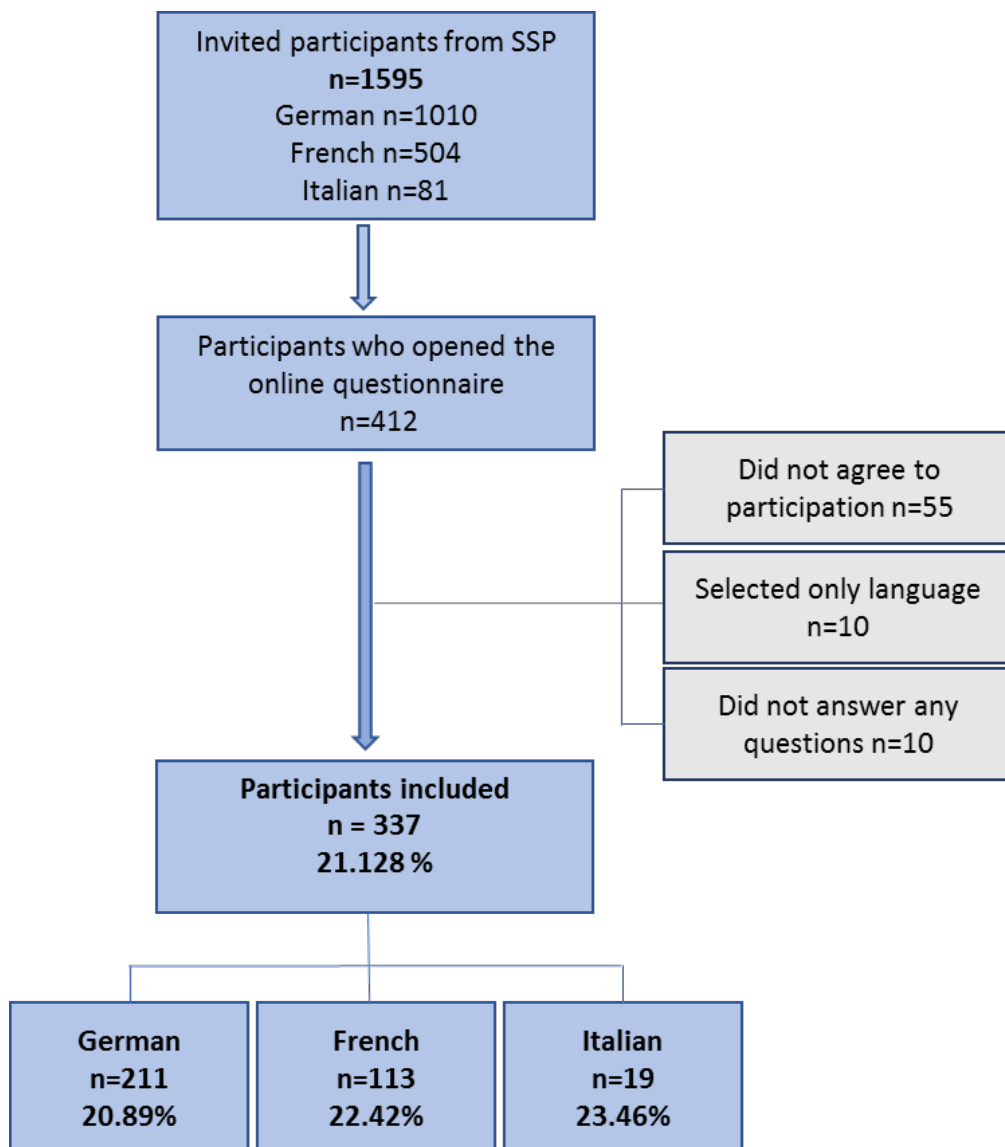 Invited participants from SSP
n=1595
German n=1010
French n=504
Italian n=81
Participants who opened the
online questionnaire
n=412
Did not agree to
participation n=55
Selected only language
n=10
Did not answer any
questions n=10
Participants included
n = 337
21.128 %
German
n=211
20.89%
French
n=113
22.42%
Italian
n=19
23.46%